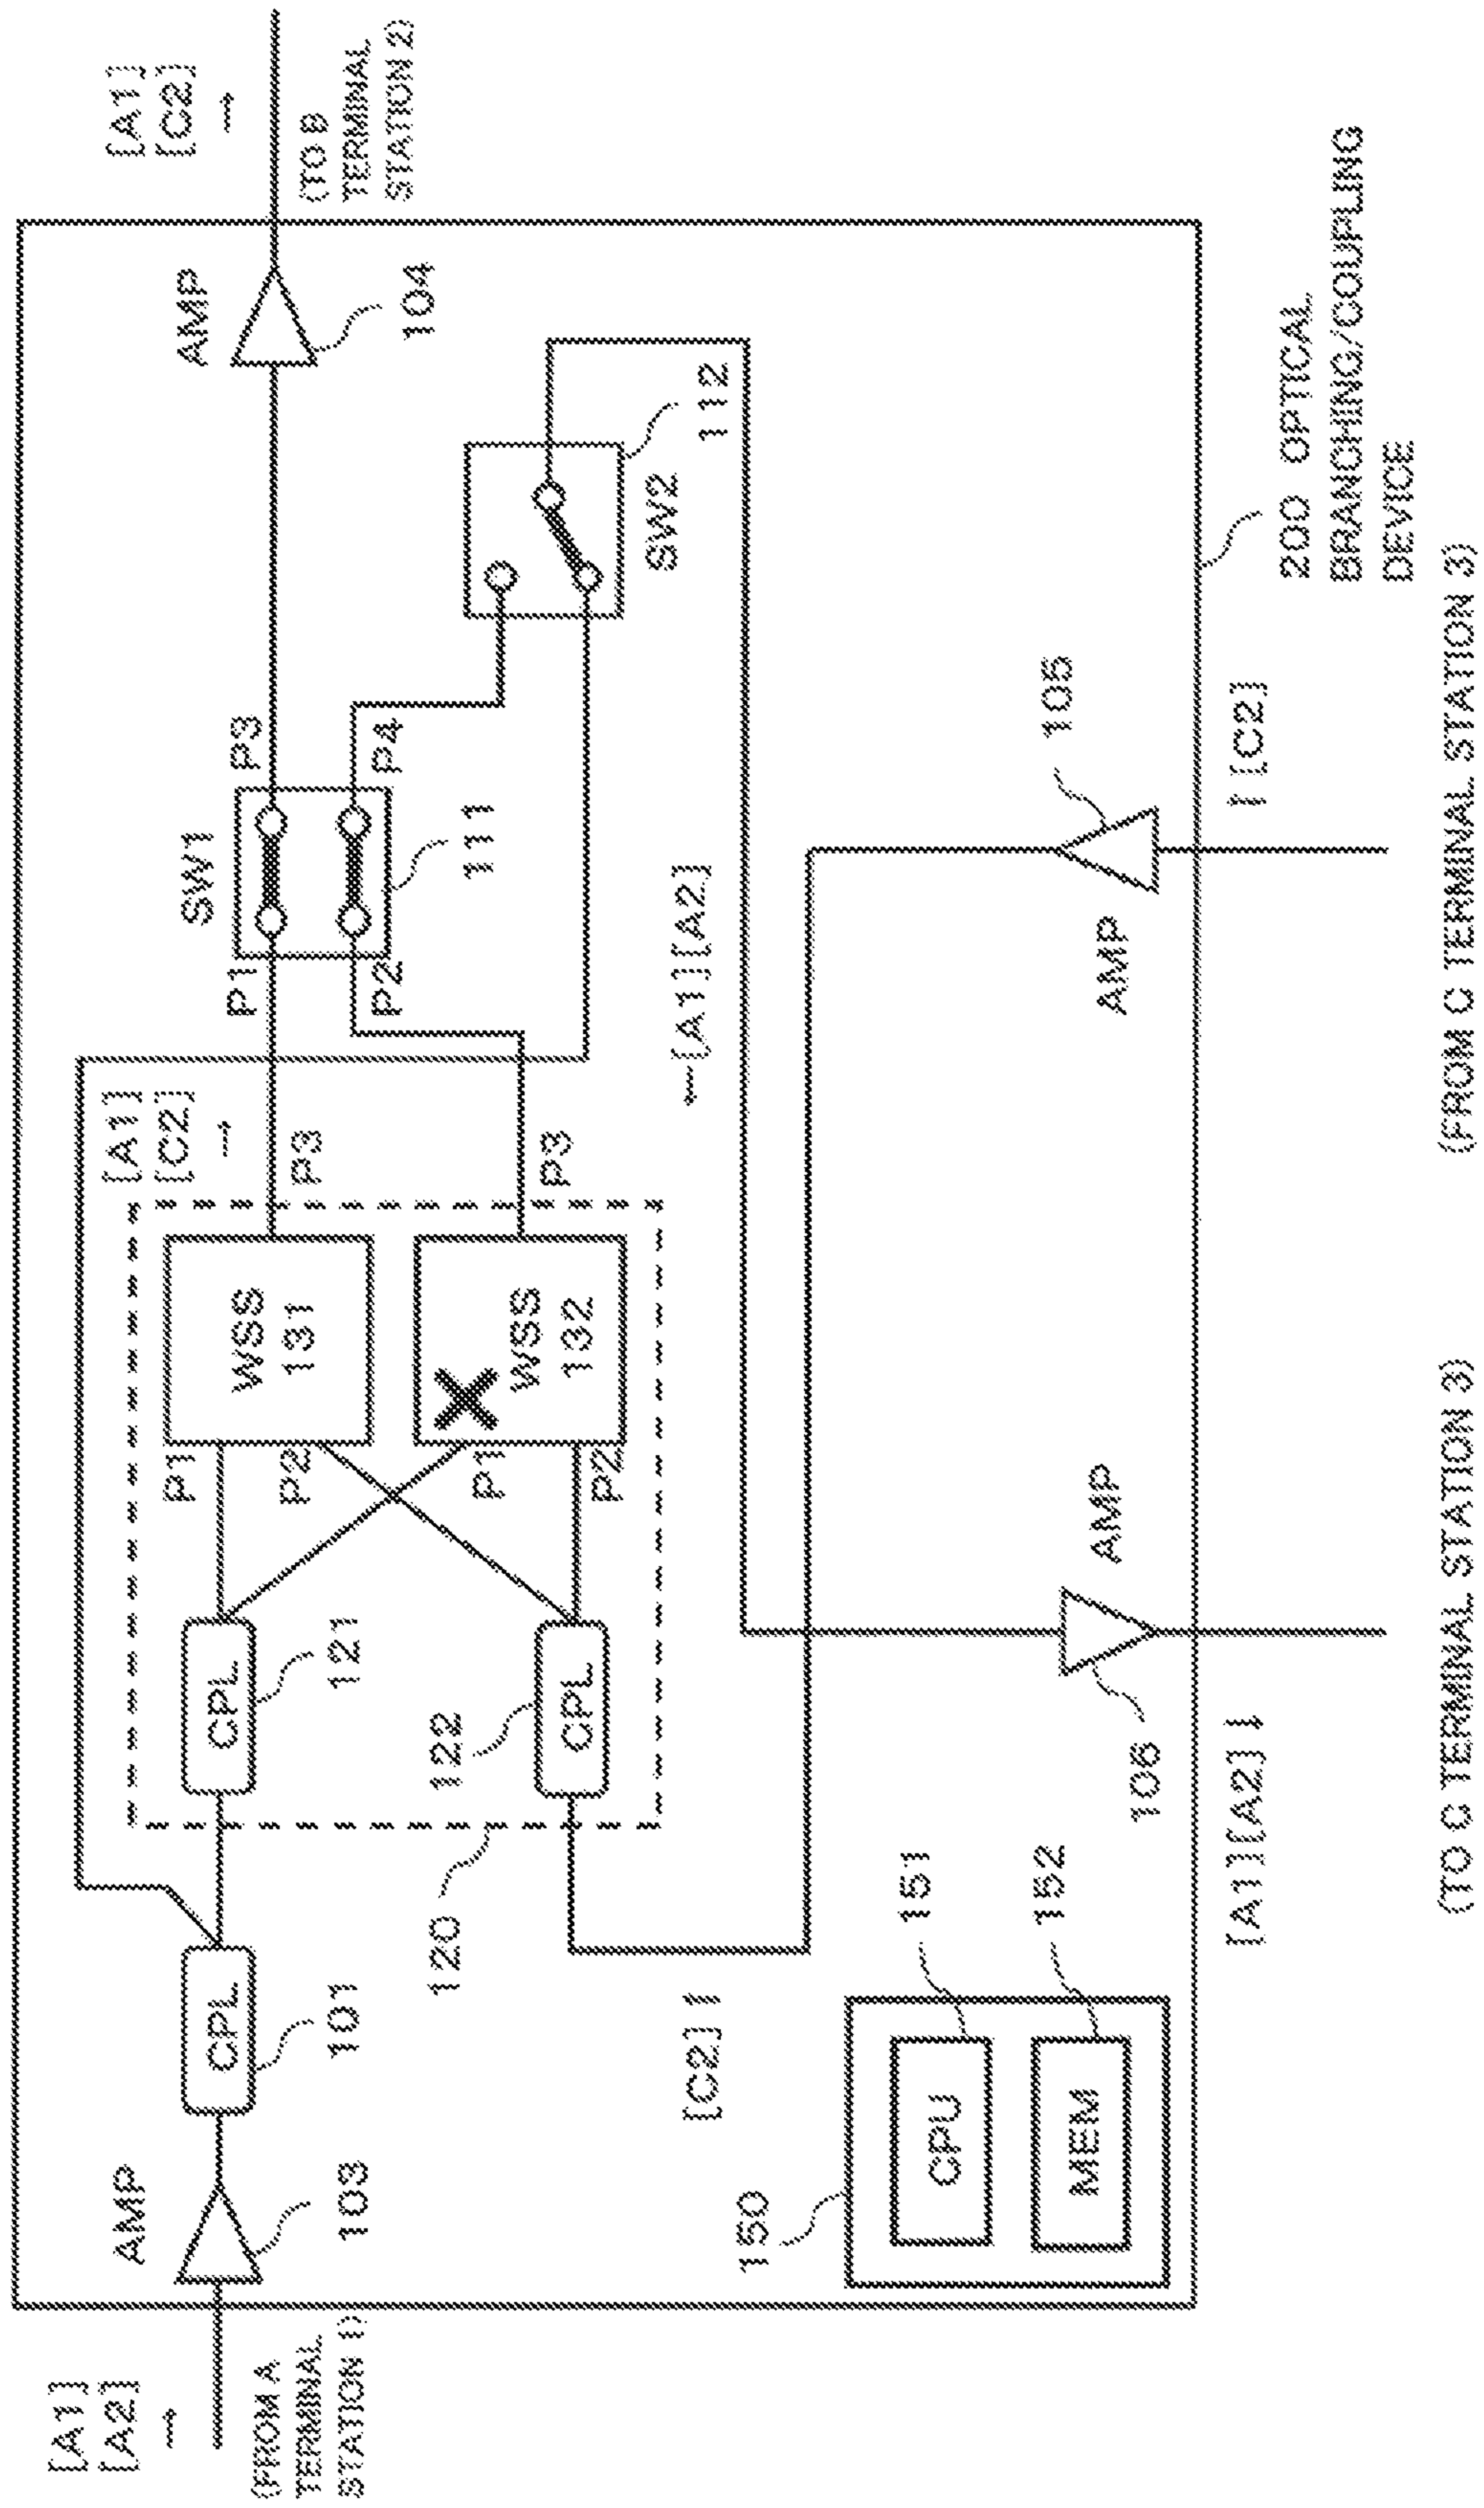 [A1]
[A2]
→
(FROM A
TERMINAL
STATION 1)
AMP
103
CPL
101
120
CPL
121
122
CPL
P1
P2
P1
P2
WSS
131
WSS
132
[A1]
[C2]
→
P3
P3
SW1
P1
P2
P3
P4
111
SW2
112
AMP
104
[A1]
[C2]
→
(TO B
TERMINAL
STATION 2)
←[A1][A2]
[C2]↑
150
CPU
151
MEM
152
AMP
106
[A1][A2]↓
(TO C TERMINAL STATION 3)
AMP
105
↑[C2]
(FROM C TERMINAL STATION 3)
200 OPTICAL
BRANCHING/COUPLING
DEVICE